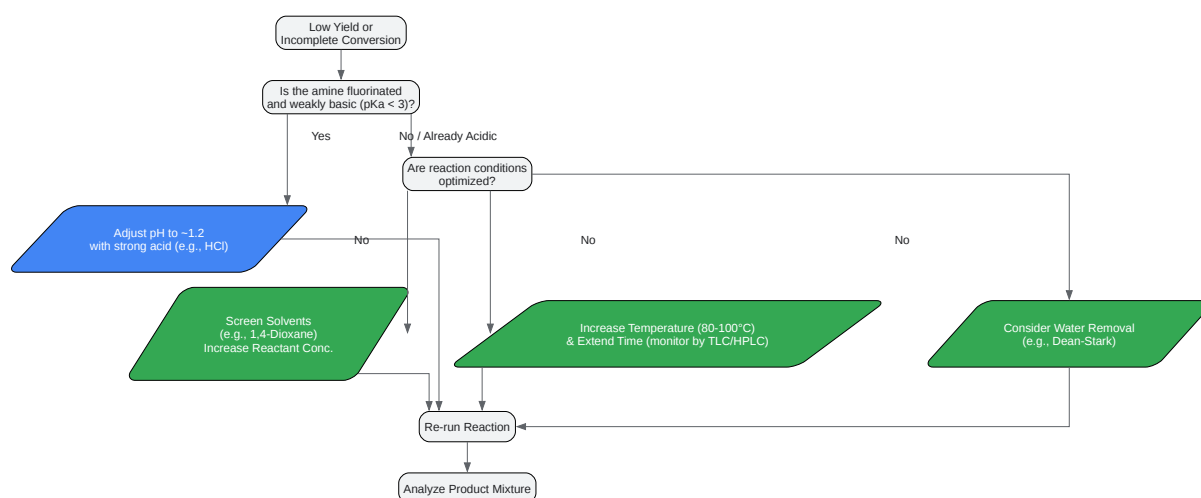 Low Yield or
Incomplete Conversion
Is the amine fluorinated
and weakly basic (pKa < 3)?
Yes
No / Already Acidic
Are reaction conditions
optimized?
Adjust pH to ~1.2
with strong acid (e.g., HCl)
No
No
No
Screen Solvents
(e.g., 1,4-Dioxane)
Increase Reactant Conc.
Increase Temperature (80-100°C)
& Extend Time (monitor by TLC/HPLC)
Consider Water Removal
(e.g., Dean-Stark)
Re-run Reaction
Analyze Product Mixture